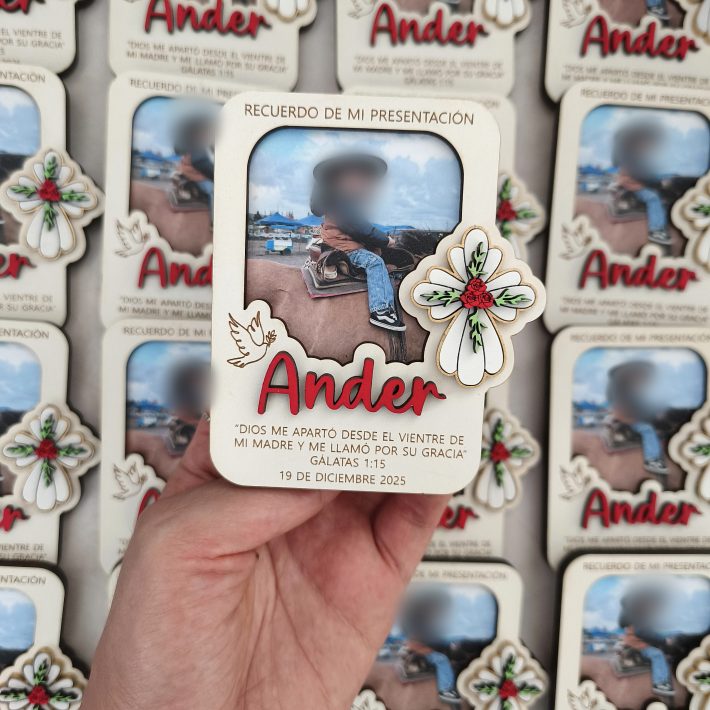 RECUERDO DE MI PRESENTACIÓN
Ander
“DIOS ME APARTÓ DESDE EL VIENTRE DE
MI MADRE Y ME LLAMÓ POR SU GRACIA”
GÁLATAS 1:15
19 DE DICIEMBRE 2025